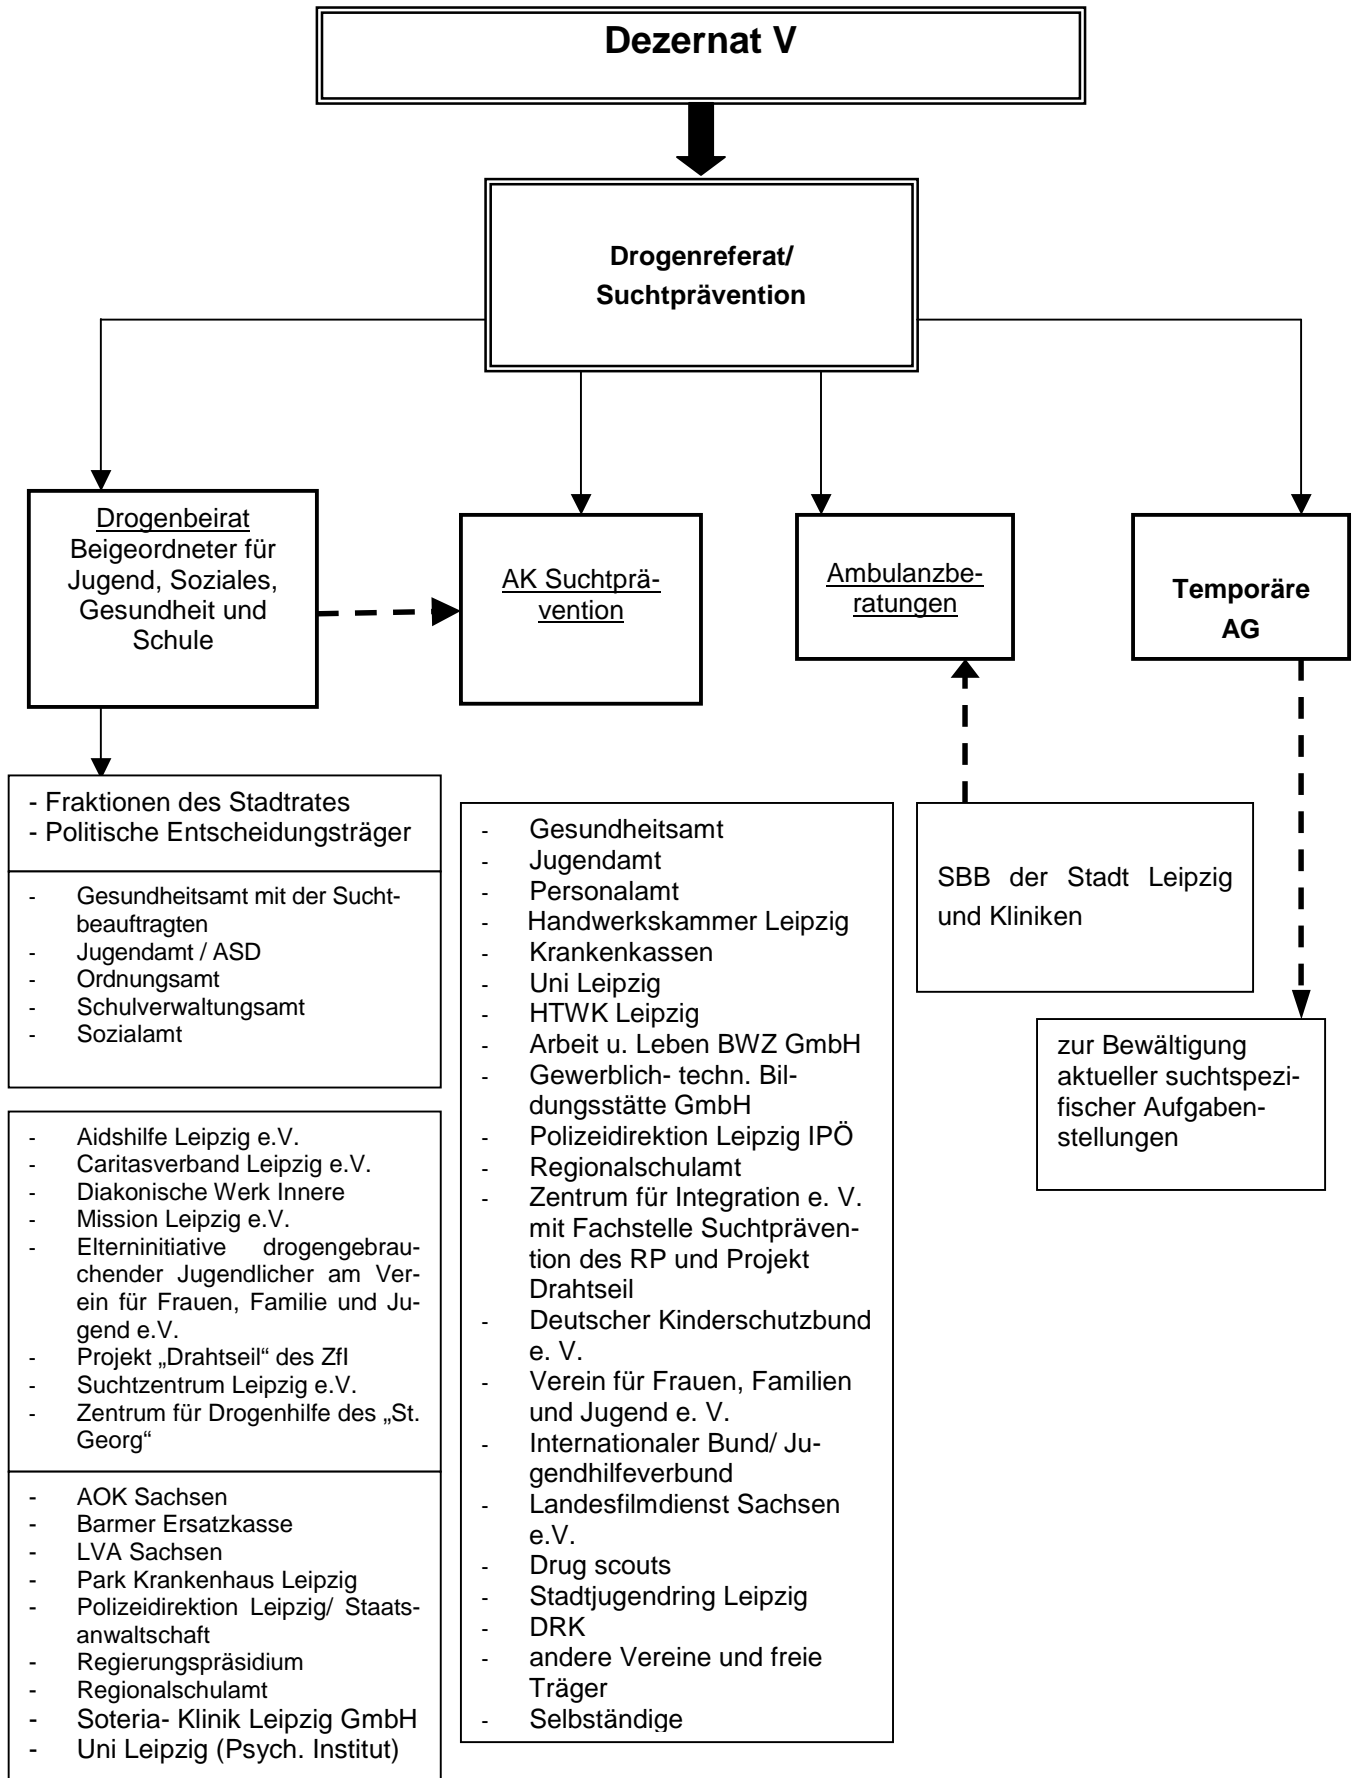 Dezernat V
Drogenreferat/
Suchtprävention
Drogenbeirat
Beigeordneter für
Jugend, Soziales,
Gesundheit und
Schule
AK Suchtprä-
vention
Ambulanzbe-
ratungen
Temporäre
AG
- Fraktionen des Stadtrates
- Politische Entscheidungsträger
- Gesundheitsamt mit der Sucht-
beauftragten
- Jugendamt / ASD
- Ordnungsamt
- Schulverwaltungsamt
- Sozialamt
- Aidshilfe Leipzig e.V.
- Caritasverband Leipzig e.V.
- Diakonische Werk Innere
- Mission Leipzig e.V.
- Elterninitiative drogengebrau-
chender Jugendlicher am Ver-
ein für Frauen, Familie und Ju-
gend e.V.
- Projekt „Drahtseil" des ZfI
- Suchtzentrum Leipzig e.V.
- Zentrum für Drogenhilfe des „St.
Georg"
- AOK Sachsen
- Barmer Ersatzkasse
- LVA Sachsen
- Park Krankenhaus Leipzig
- Polizeidirektion Leipzig/ Staats-
anwaltschaft
- Regierungspräsidium
- Regionalschulamt
- Soteria- Klinik Leipzig GmbH
- Uni Leipzig (Psych. Institut)
- Gesundheitsamt
- Jugendamt
- Personalamt
- Handwerkskammer Leipzig
- Krankenkassen
- Uni Leipzig
- HTWK Leipzig
- Arbeit u. Leben BWZ GmbH
- Gewerblich- techn. Bil-
dungsstätte GmbH
- Polizeidirektion Leipzig IPÖ
- Regionalschulamt
- Zentrum für Integration e. V.
mit Fachstelle Suchtpräven-
tion des RP und Projekt
Drahtseil
- Deutscher Kinderschutzbund
e. V.
- Verein für Frauen, Familien
und Jugend e. V.
- Internationaler Bund/ Ju-
gendhilfeverbund
- Landesfilmdienst Sachsen
e.V.
- Drug scouts
- Stadtjugendring Leipzig
- DRK
- andere Vereine und freie
Träger
- Selbständige
SBB der Stadt Leipzig
und Kliniken
zur Bewältigung
aktueller suchtspezi-
fischer Aufgaben-
stellungen